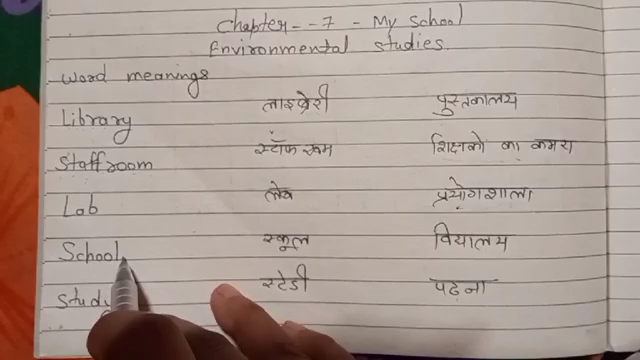 Chapter - 7 - My School
Environmental Studies.
Word meanings
Library लाइब्रेरी पुस्तकालय
Staffroom स्टॉफ रूम शिक्षको का कमरा
Lab लेब प्रयोगशाला
School स्कूल विद्यालय
Study स्टेडी पढ़ना